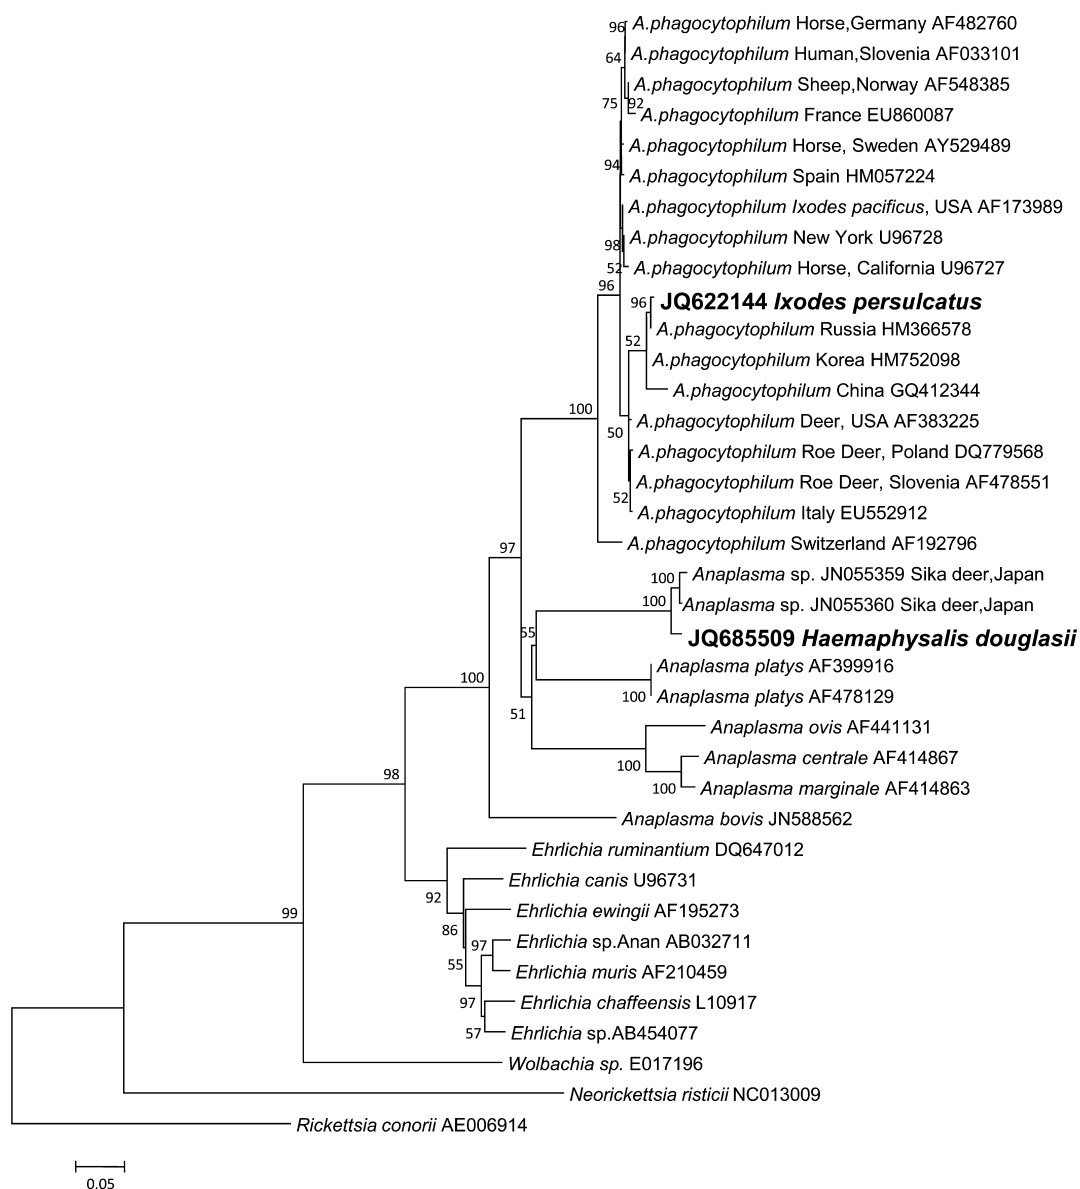 96 A.phagocytophilum Horse,Germany AF482760
64 A.phagocytophilum Human,Slovenia AF033101
A.phagocytophilum Sheep,Norway AF548385
75 92 A.phagocytophilum France EU860087
A.phagocytophilum Horse, Sweden AY529489
94 A.phagocytophilum Spain HM057224
A.phagocytophilum Ixodes pacificus, USA AF173989
98 A.phagocytophilum New York U96728
52 A.phagocytophilum Horse, California U96727
96
96 JQ622144 Ixodes persulcatus
A.phagocytophilum Russia HM366578
52 A.phagocytophilum Korea HM752098
A.phagocytophilum China GQ412344
100
A.phagocytophilum Deer, USA AF383225
50
A.phagocytophilum Roe Deer, Poland DQ779568
A.phagocytophilum Roe Deer, Slovenia AF478551
52
A.phagocytophilum Italy EU552912
97 A.phagocytophilum Switzerland AF192796
100 Anaplasma sp. JN055359 Sika deer,Japan
100 Anaplasma sp. JN055360 Sika deer,Japan
55 JQ685509 Haemaphysalis douglasii
Anaplasma platys AF399916
100
100 Anaplasma platys AF478129
51
Anaplasma ovis AF441131
Anaplasma centrale AF414867
100
98
100 Anaplasma marginale AF414863
Anaplasma bovis JN588562
Ehrlichia ruminantium DQ647012
Ehrlichia canis U96731
92
99 Ehrlichia ewingii AF195273
86
97 Ehrlichia sp.Anan AB032711
55 Ehrlichia muris AF210459
97 Ehrlichia chaffeensis L10917
57 Ehrlichia sp.AB454077
Wolbachia sp. E017196
Neorickettsia risticii NC013009
Rickettsia conorii AE006914
0.05